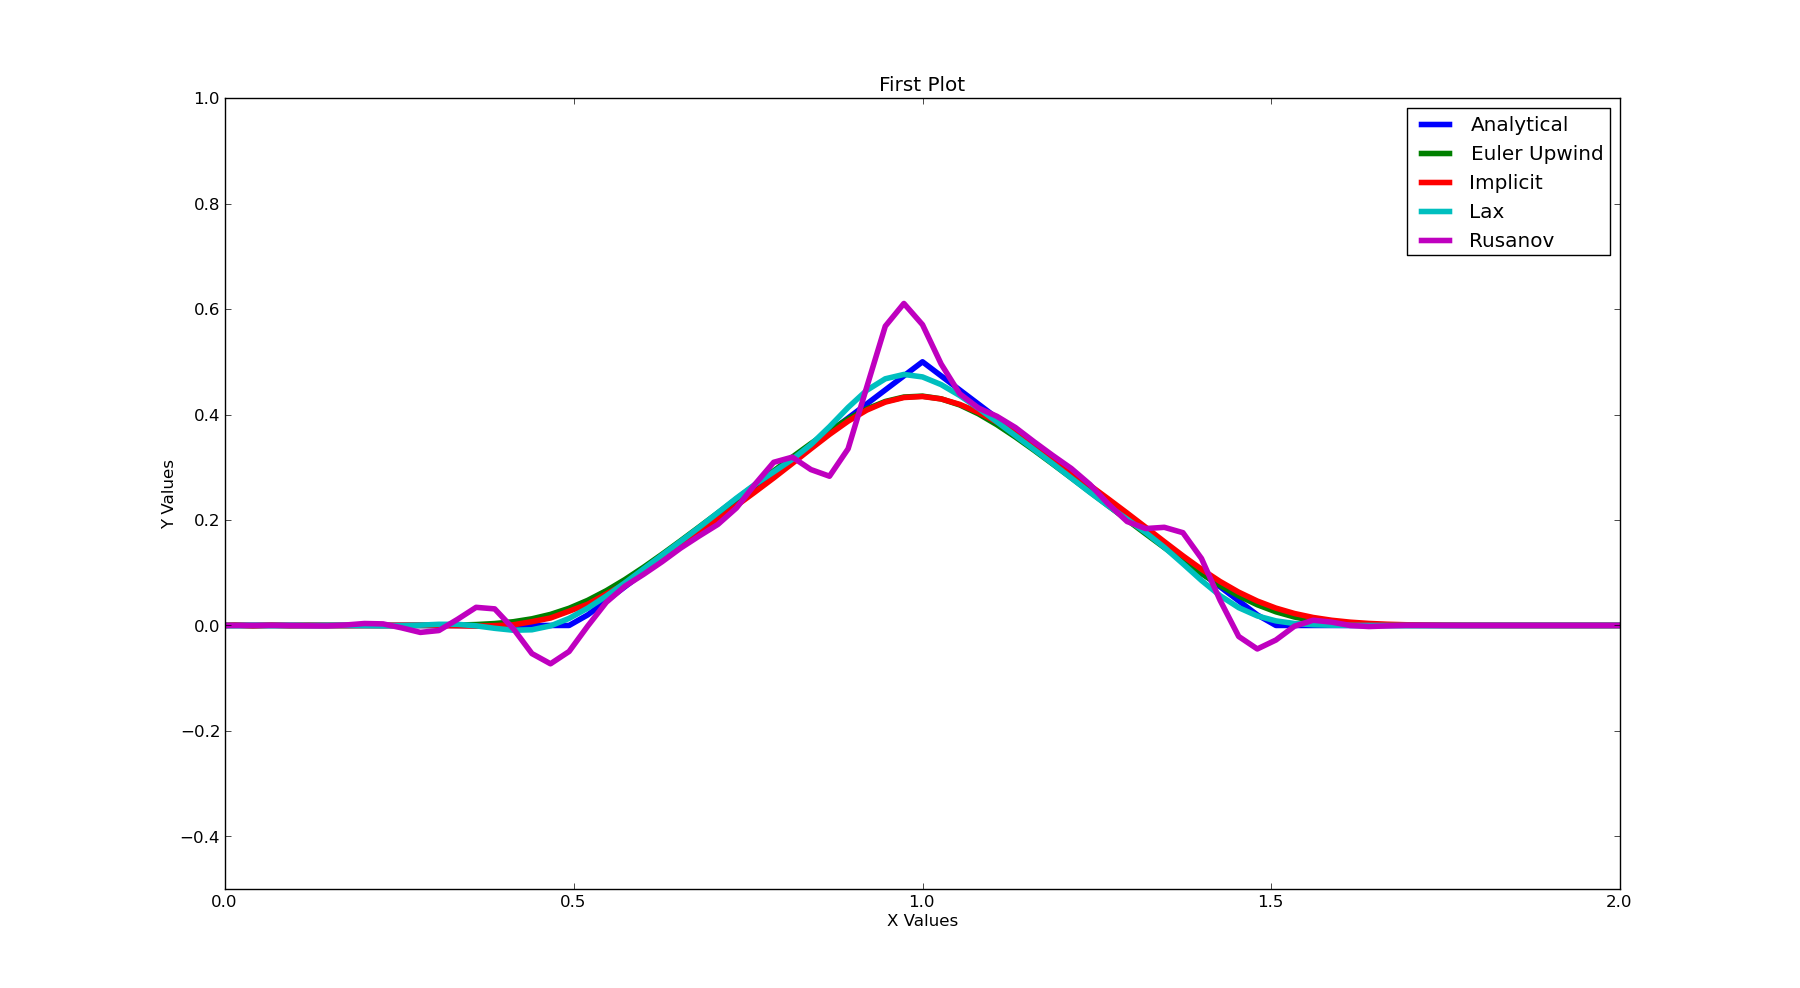 First Plot
1.0
0.8
0.6
0.4
0.2
0.0
−0.2
−0.4
Y Values
Analytical
Euler Upwind
Implicit
Lax
Rusanov
0.0
0.5
1.0
1.5
2.0
X Values